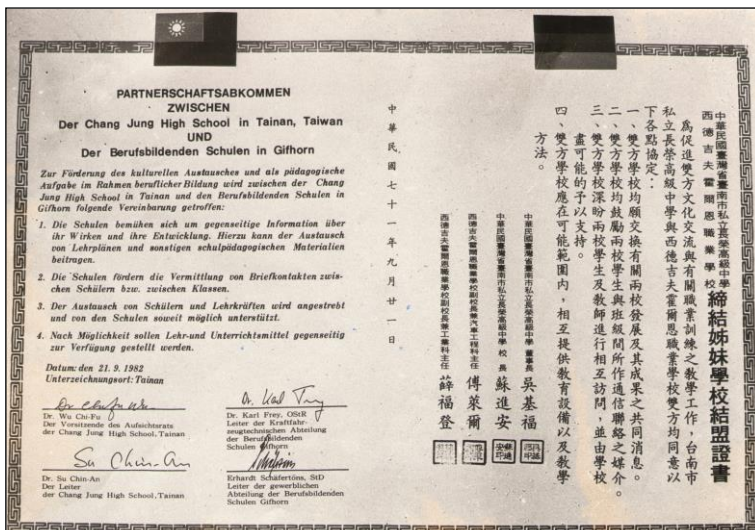 PARTNERSCHAFTSABKOMMEN
ZWISCHEN
Der Chang Jung High School in Tainan, Taiwan
UND
Der Berufsbildenden Schulen in Gifhorn
Zur Förderung des kulturellen Austausches und als pädagogische
Aufgabe im Rahmen beruflicher Bildung wird zwischen der Chang
Jung High School in Tainan und den Berufsbildenden Schulen in
Gifhorn folgende Vereinbarung getroffen:
1. Die Schulen bemühen sich um gegenseitige Information über
ihr Wirken und ihre Entwicklung. Hierzu kann der Austausch
von Lehrplänen und sonstigen schulpädagogischen Materialien
beitragen.
2. Die Schulen fördern die Vermittlung von Briefkontakten zwis-
chen Schülern bzw. zwischen Klassen.
3. Der Austausch von Schülern und Lehrkräften wird angestrebt
und von den Schulen soweit möglich unterstützt.
4. Nach Möglichkeit sollen Lehr-und Unterrichtsmittel gegenseitig
zur Verfügung gestellt werden.
Datum: den 21. 9. 1982
Unterzeichnungsort: Tainan
Dr. Wu Chi-Fu
Der Vorsitzende des Aufsichtsrats
der Chang Jung High School, Tainan
Dr. Karl Frey
Dr. Karl Frey, OStR
Leiter der Kraftfahr-
zeugtechnischen Abteilung
der Berufsbildenden
Schulen Gifhorn
Su Chin-An
Dr. Su Chin-An
Der Leiter
der Chang Jung High School, Tainan
Erhardt Schäfertöns, StD
Leiter der gewerblichen
Abteilung der Berufsbildenden
Schulen Gifhorn
中華民國臺灣省臺南市私立長榮高級中學
西德吉夫霍爾恩職業學校
締結姊妹學校結盟證書
為促進雙方文化交流與有關職業訓練之教學工作，台南市
私立長榮高級中學與西德吉夫霍爾恩職業學校雙方均同意以
下各點協定：
一、雙方學校均願交換有關兩校發展及其成果之共同消息。
二、雙方學校均鼓勵兩校學生與班級間所作通信聯絡之媒介。
三、雙方學校深盼兩校學生及教師進行相互訪問，並由學校
盡可能的予以支持。
四、雙方學校應在可能範圍內，相互提供教育設備以及教學
方法。
中華民國臺灣省臺南市私立長榮高級中學 董事長 吳基福
中華民國臺灣省臺南市私立長榮高級中學 校長 蘇進安
西德吉夫霍爾恩職業學校副校長兼汽車工程科主任 傅萊爾
西德吉夫霍爾恩職業學校副校長兼工業科主任 薛福登
中華民國七十一年九月廿一日